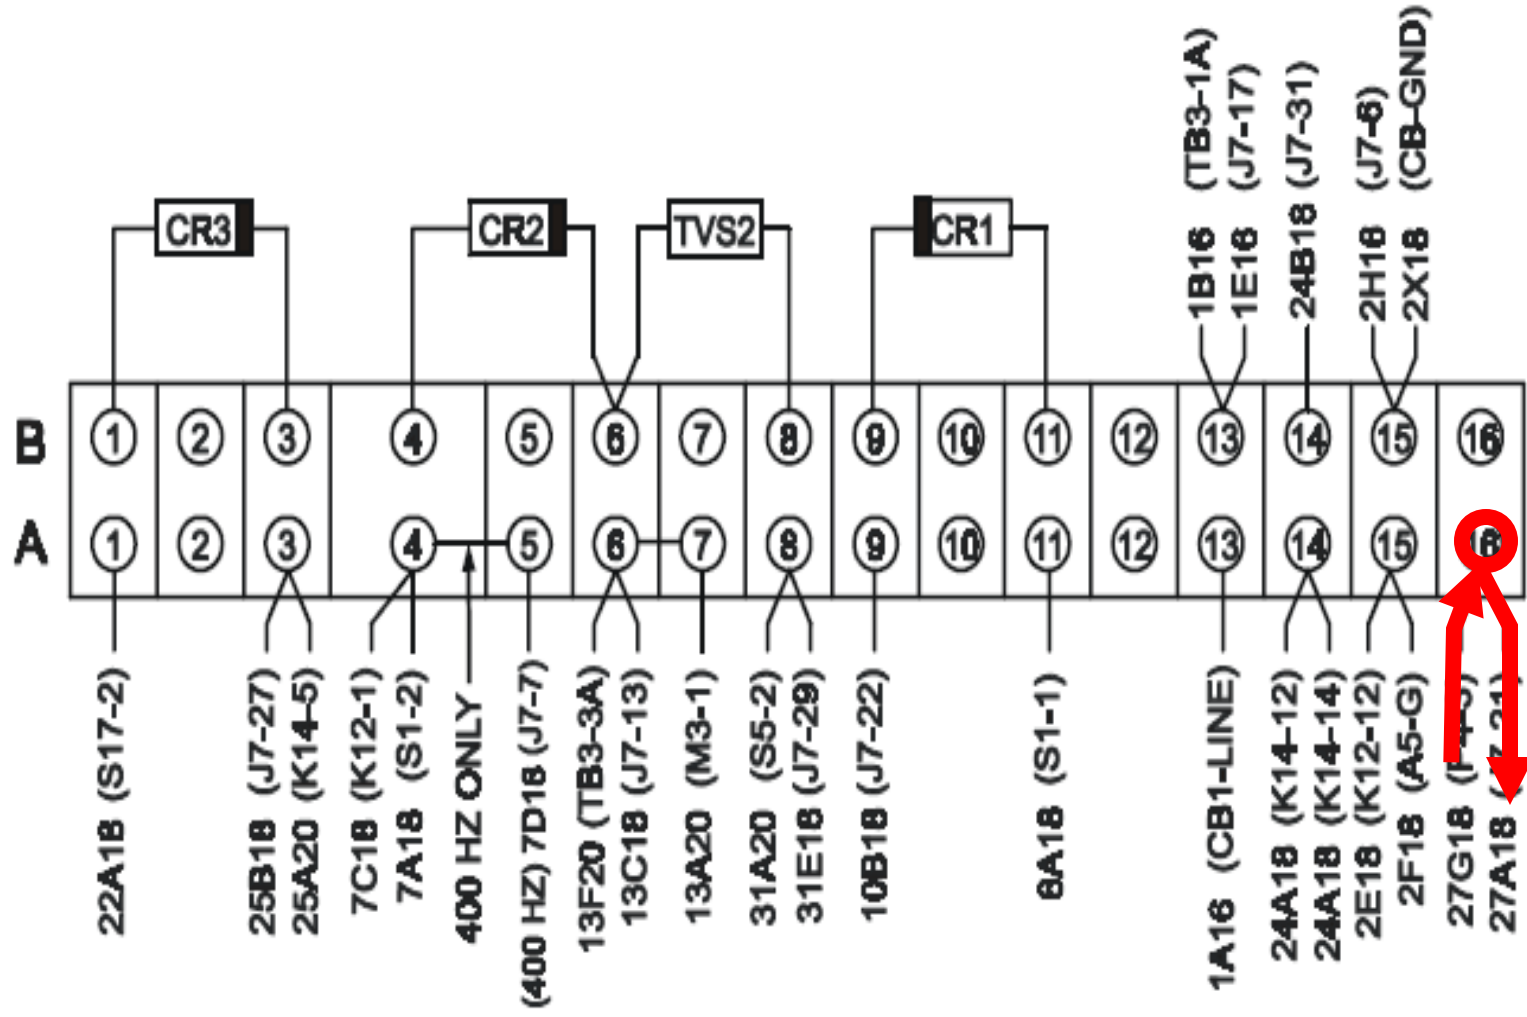 CR3 CR2 TVS2 CR1
1B16 (TB3-1A)
1E16 (J7-17)
24B18 (J7-31)
2H18 (J7-6)
2X18 (CB-GND)
B 1 2 3 4 5 6 7 8 9 10 11 12 13 14 15 16
A 1 2 3 4 5 6 7 8 9 10 11 12 13 14 15 16
22A18 (S17-2)
25B18 (J7-27)
25A20 (K14-5)
7C18 (K12-1)
7A18 (S1-2)
400 HZ ONLY
(400 HZ) 7D18 (J7-7)
13F20 (TB3-3A)
13C18 (J7-13)
13A20 (M3-1)
31A20 (S5-2)
31E18 (J7-29)
10B18 (J7-22)
8A18 (S1-1)
1A16 (CB1-LINE)
24A18 (K14-12)
24A18 (K14-14)
2E18 (K12-12)
2F18 (A5-G)
27G18
27A18